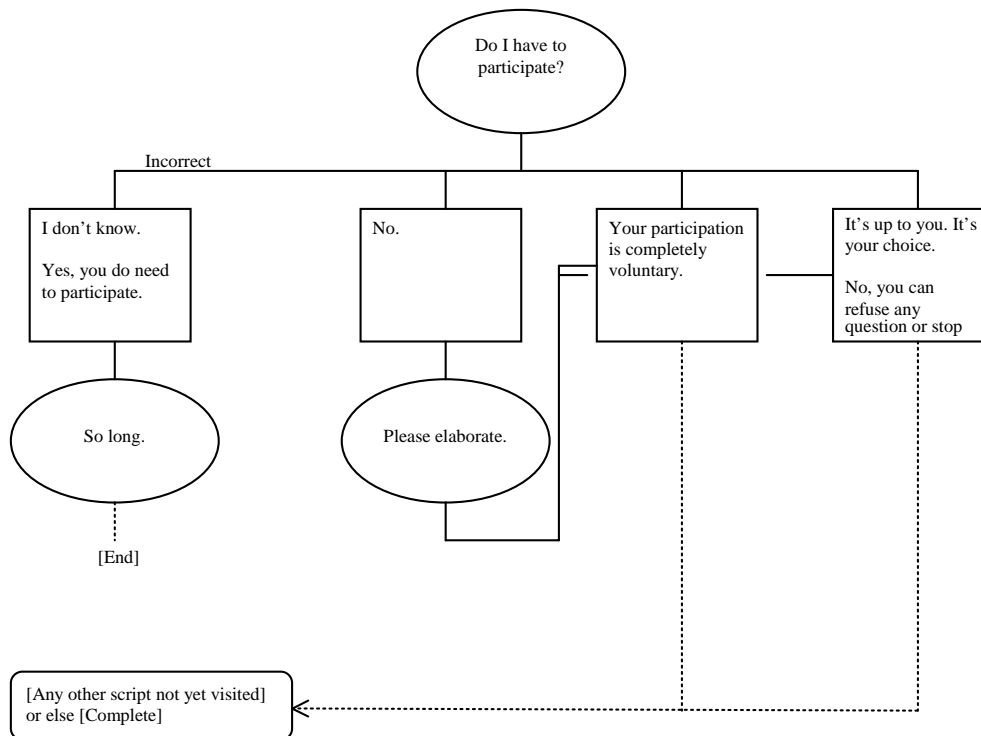 Do I have to
participate?
Incorrect
I don’t know.
Yes, you do need
to participate.
No.
Your participation
is completely
voluntary.
It’s up to you. It’s
your choice.
No, you can
refuse any
question or stop
So long.
Please elaborate.
[End]
[Any other script not yet visited]
or else [Complete]